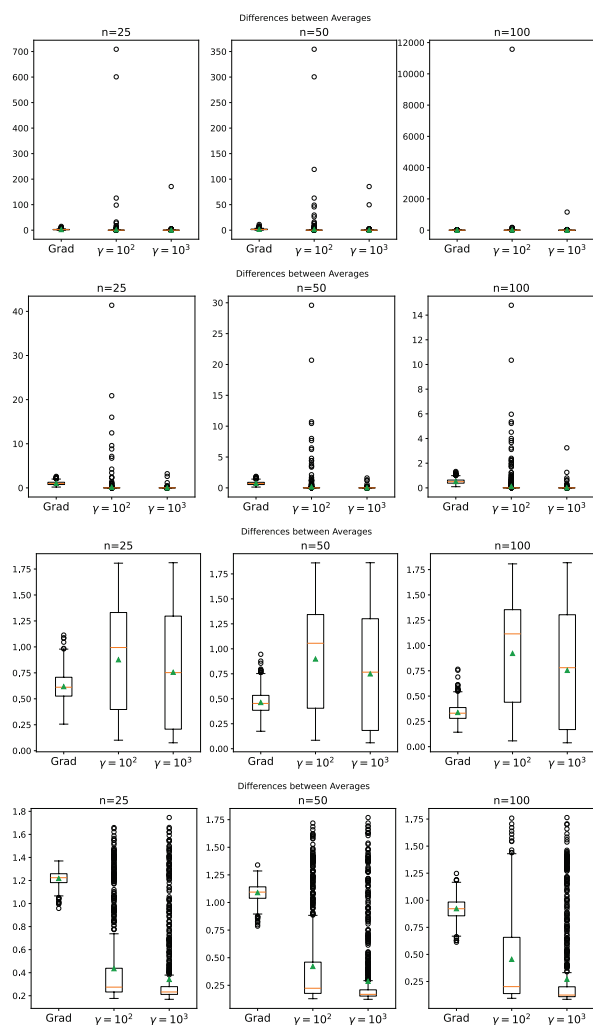 Differences between Averages
n=25 n=50 n=100
700 350 12000
600 300 10000
500 250 8000
400 200 6000
300 150 4000
200 100 2000
100 50 0
0 0
Grad γ = 10² γ = 10³ Grad γ = 10² γ = 10³ Grad γ = 10² γ = 10³
Differences between Averages
n=25 n=50 n=100
40 30 14
30 25 12
20 20 10
10 15 8
0 10 6
5 4
0 2
0
Grad γ = 10² γ = 10³ Grad γ = 10² γ = 10³ Grad γ = 10² γ = 10³
Differences between Averages
n=25 n=50 n=100
1,75 1,75 1,75
1,50 1,50 1,50
1,25 1,25 1,25
1,00 1,00 1,00
0,75 0,75 0,75
0,50 0,50 0,50
0,25 0,25 0,25
0,00 0,00 0,00
Grad γ = 10² γ = 10³ Grad γ = 10² γ = 10³ Grad γ = 10² γ = 10³
Differences between Averages
n=25 n=50 n=100
1.8 1.75 1.75
1.6 1.50 1.50
1.4 1.25 1.25
1.2 1.00 1.00
1.0 0.75 0.75
0.8 0.50 0.50
0.6 0.25 0.25
0.4
0.2
Grad γ = 10² γ = 10³ Grad γ = 10² γ = 10³ Grad γ = 10² γ = 10³